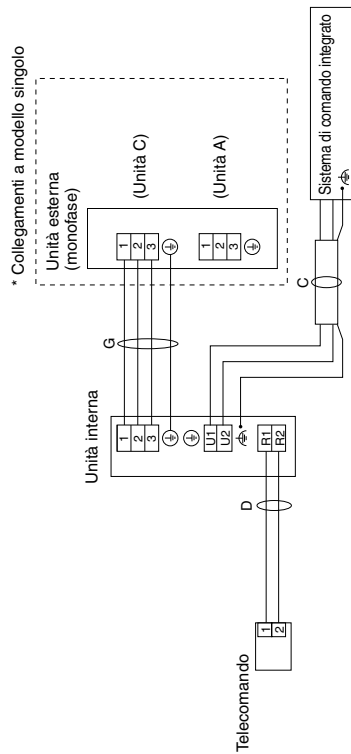 * Collegamenti a modello singolo
Unità esterna
(monofase)
(Unità C)
(Unità A)
1
2
3
1
2
3
G
Unità interna
1
2
3
U1
U2
R1
R2
D
C
Telecomando
1
2
Sistema di comando integrato